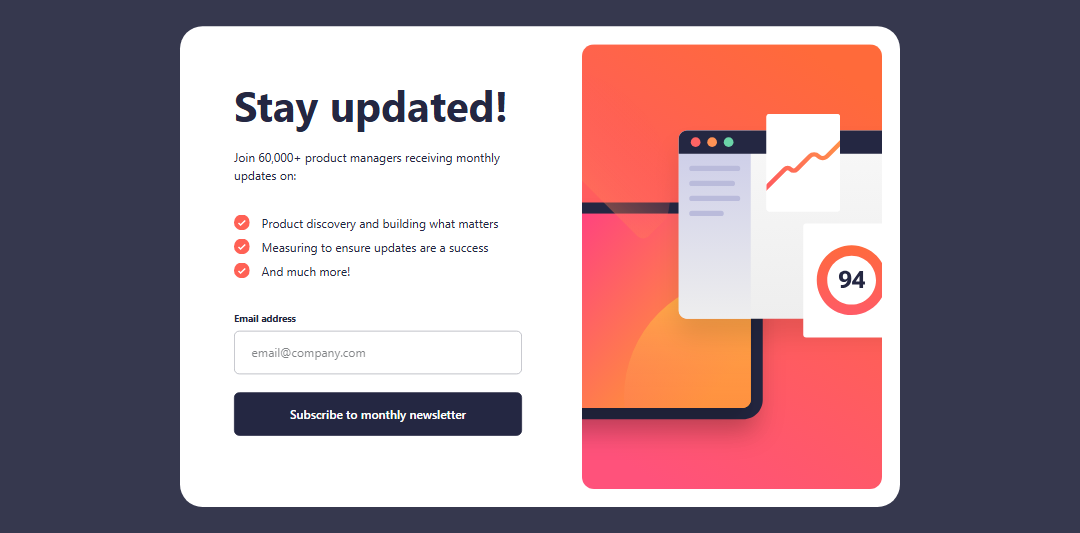 Stay updated!
Join 60,000+ product managers receiving monthly
updates on:
Product discovery and building what matters
Measuring to ensure updates are a success
And much more!
Email address
email@company.com
Subscribe to monthly newsletter
94